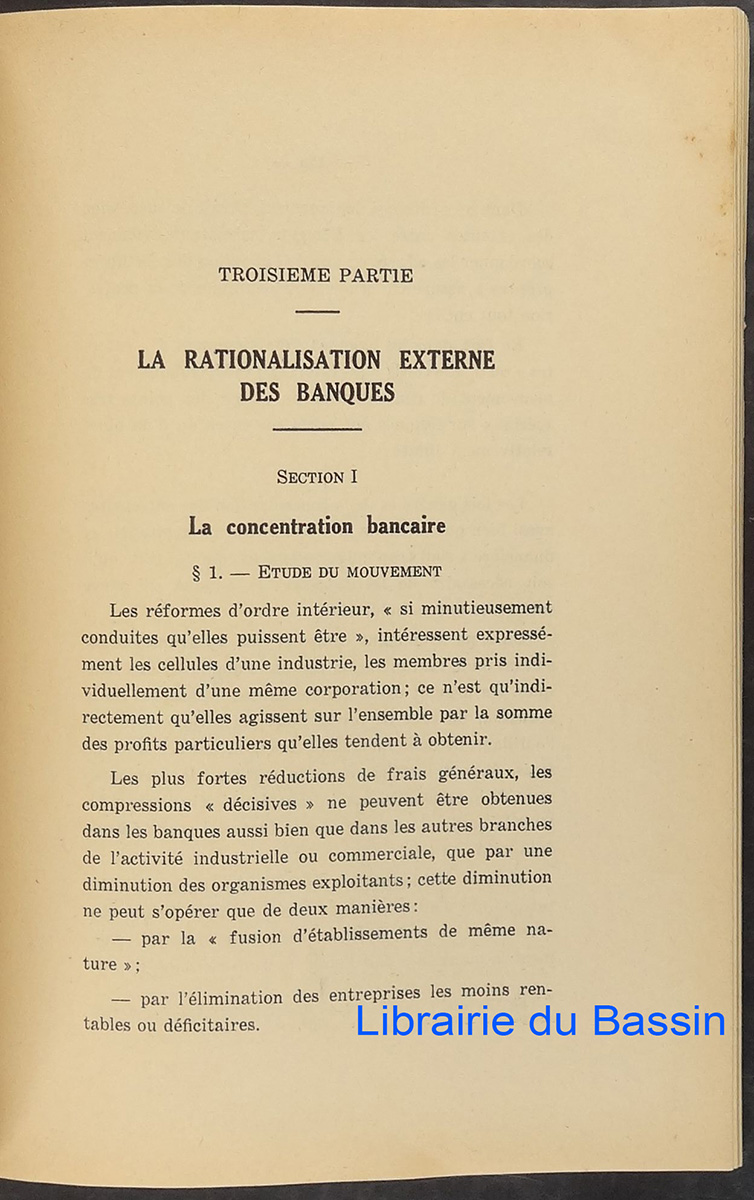 TROISIEME PARTIE
LA RATIONALISATION EXTERNE
DES BANQUES
SECTION I
La concentration bancaire
§ 1. — ETUDE DU MOUVEMENT
Les réformes d'ordre intérieur, « si minutieusement
conduites qu'elles puissent être », intéressent expressé-
ment les cellules d'une industrie, les membres pris indi-
viduellement d'une même corporation; ce n'est qu'indi-
rectement qu'elles agissent sur l'ensemble par la somme
des profits particuliers qu'elles tendent à obtenir.
Les plus fortes réductions de frais généraux, les
compressions « décisives » ne peuvent être obtenues
dans les banques aussi bien que dans les autres branches
de l'activité industrielle ou commerciale, que par une
diminution des organismes exploitants; cette diminution
ne peut s'opérer que de deux manières:
— par la « fusion d'établissements de même na-
ture »;
— par l'élimination des entreprises les moins ren-
tables ou déficitaires.
Librairie du Bassin